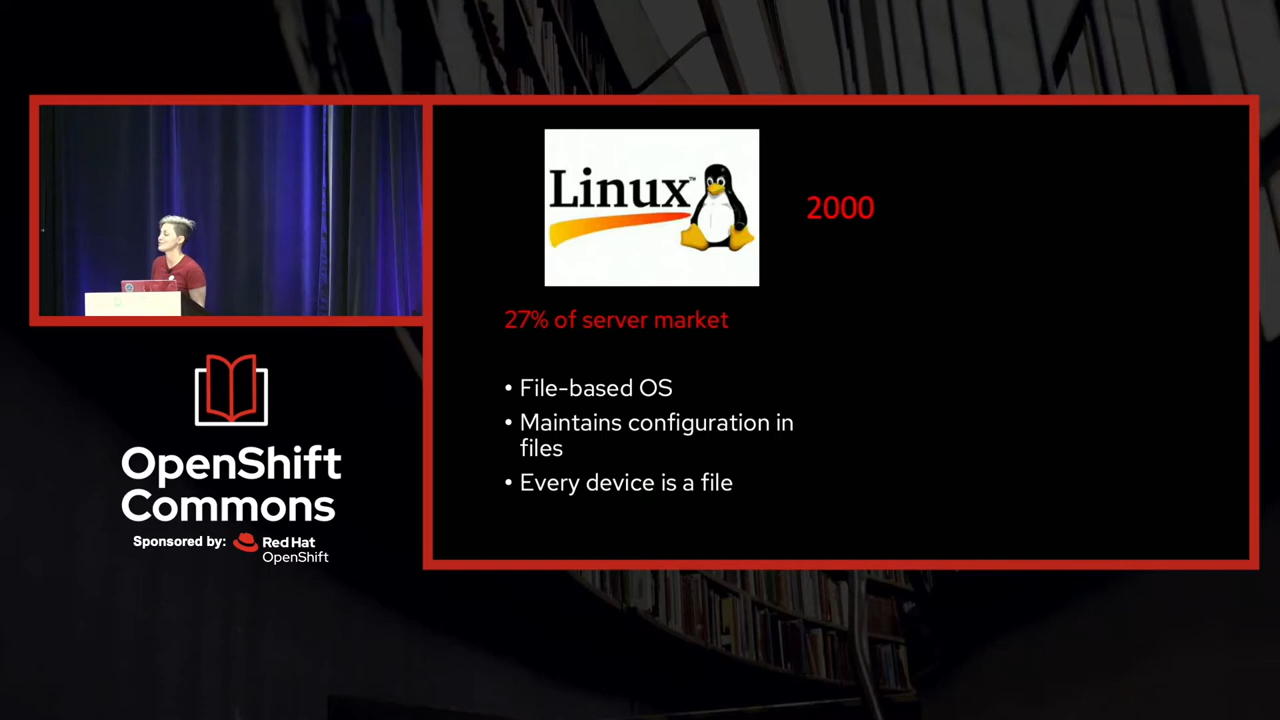 Linux™
2000
27% of server market
• File-based OS
• Maintains configuration in
files
• Every device is a file
OpenShift
Commons
Sponsored by:
Red Hat
OpenShift